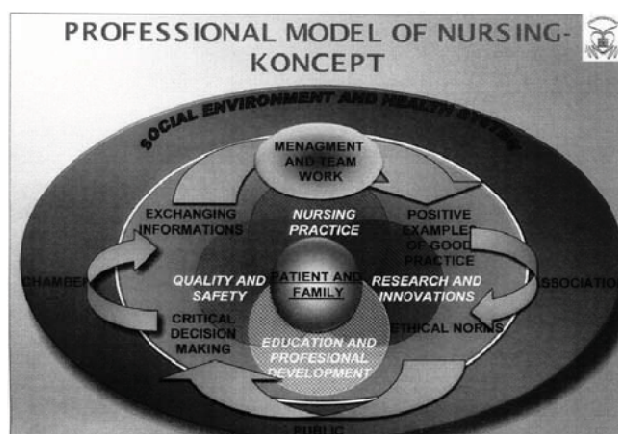 PROFESSIONAL MODEL OF NURSING-
KONCEPT
SOCIAL ENVIRONMENT AND HEALTH SYSTEM
MENAGMENT
AND TEAM
WORK
EXCHANGING
INFORMATIONS
NURSING
PRACTICE
POSITIVE
EXAMPLES
OF GOOD
PRACTICE
CHAMBER
QUALITY AND
SAFETY
PATIENT AND
FAMILY
RESEARCH AND
INNOVATIONS
ASSOCIATION
CRITICAL
DECISION
MAKING
ETHICAL NORMS
EDUCATION AND
PROFESIONAL
DEVELOPMENT
PUBLIC